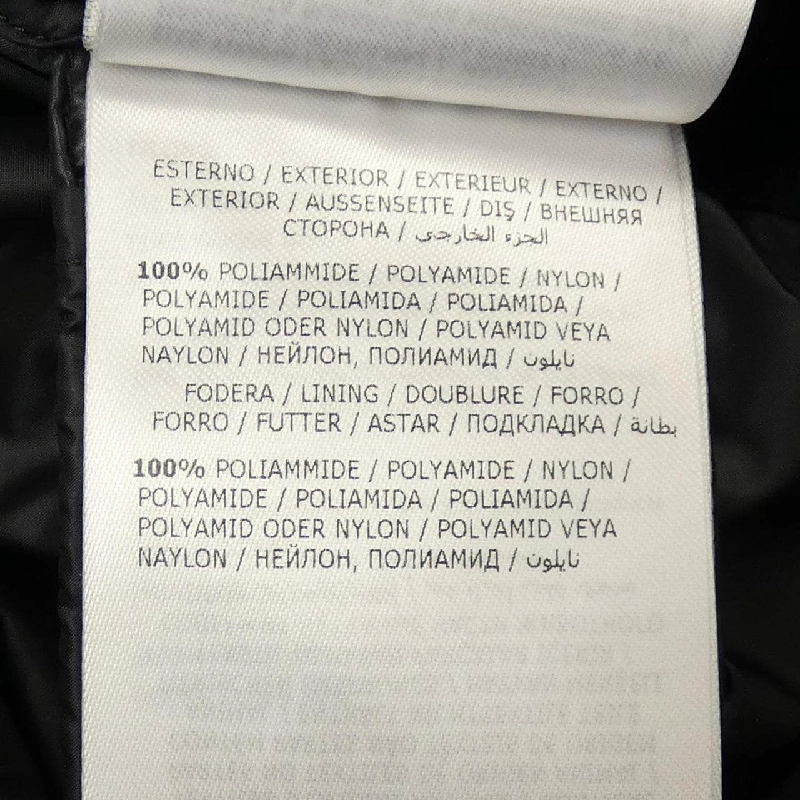 ESTERNO / EXTERIOR / EXTERIEUR / EXTERNO /
EXTERIOR / AUSSENSEITE / DIŞ / ВНЕШНЯЯ
СТОРОНА / الجزء الخارجي
100% POLIAMMIDE / POLYAMIDE / NYLON /
POLYAMIDE / POLIAMIDA / POLIAMIDA /
POLYAMID ODER NYLON / POLYAMID VEYA
NAYLON / НЕЙЛОН, ПОЛИАМИД / نايلون
FODERA / LINING / DOUBLURE / FORRO /
FORRO / FUTTER / ASTAR / ПОДКЛАДКА / بطانة
100% POLIAMMIDE / POLYAMIDE / NYLON /
POLYAMIDE / POLIAMIDA / POLIAMIDA /
POLYAMID ODER NYLON / POLYAMID VEYA
NAYLON / НЕЙЛОН, ПОЛИАМИД / نايلون